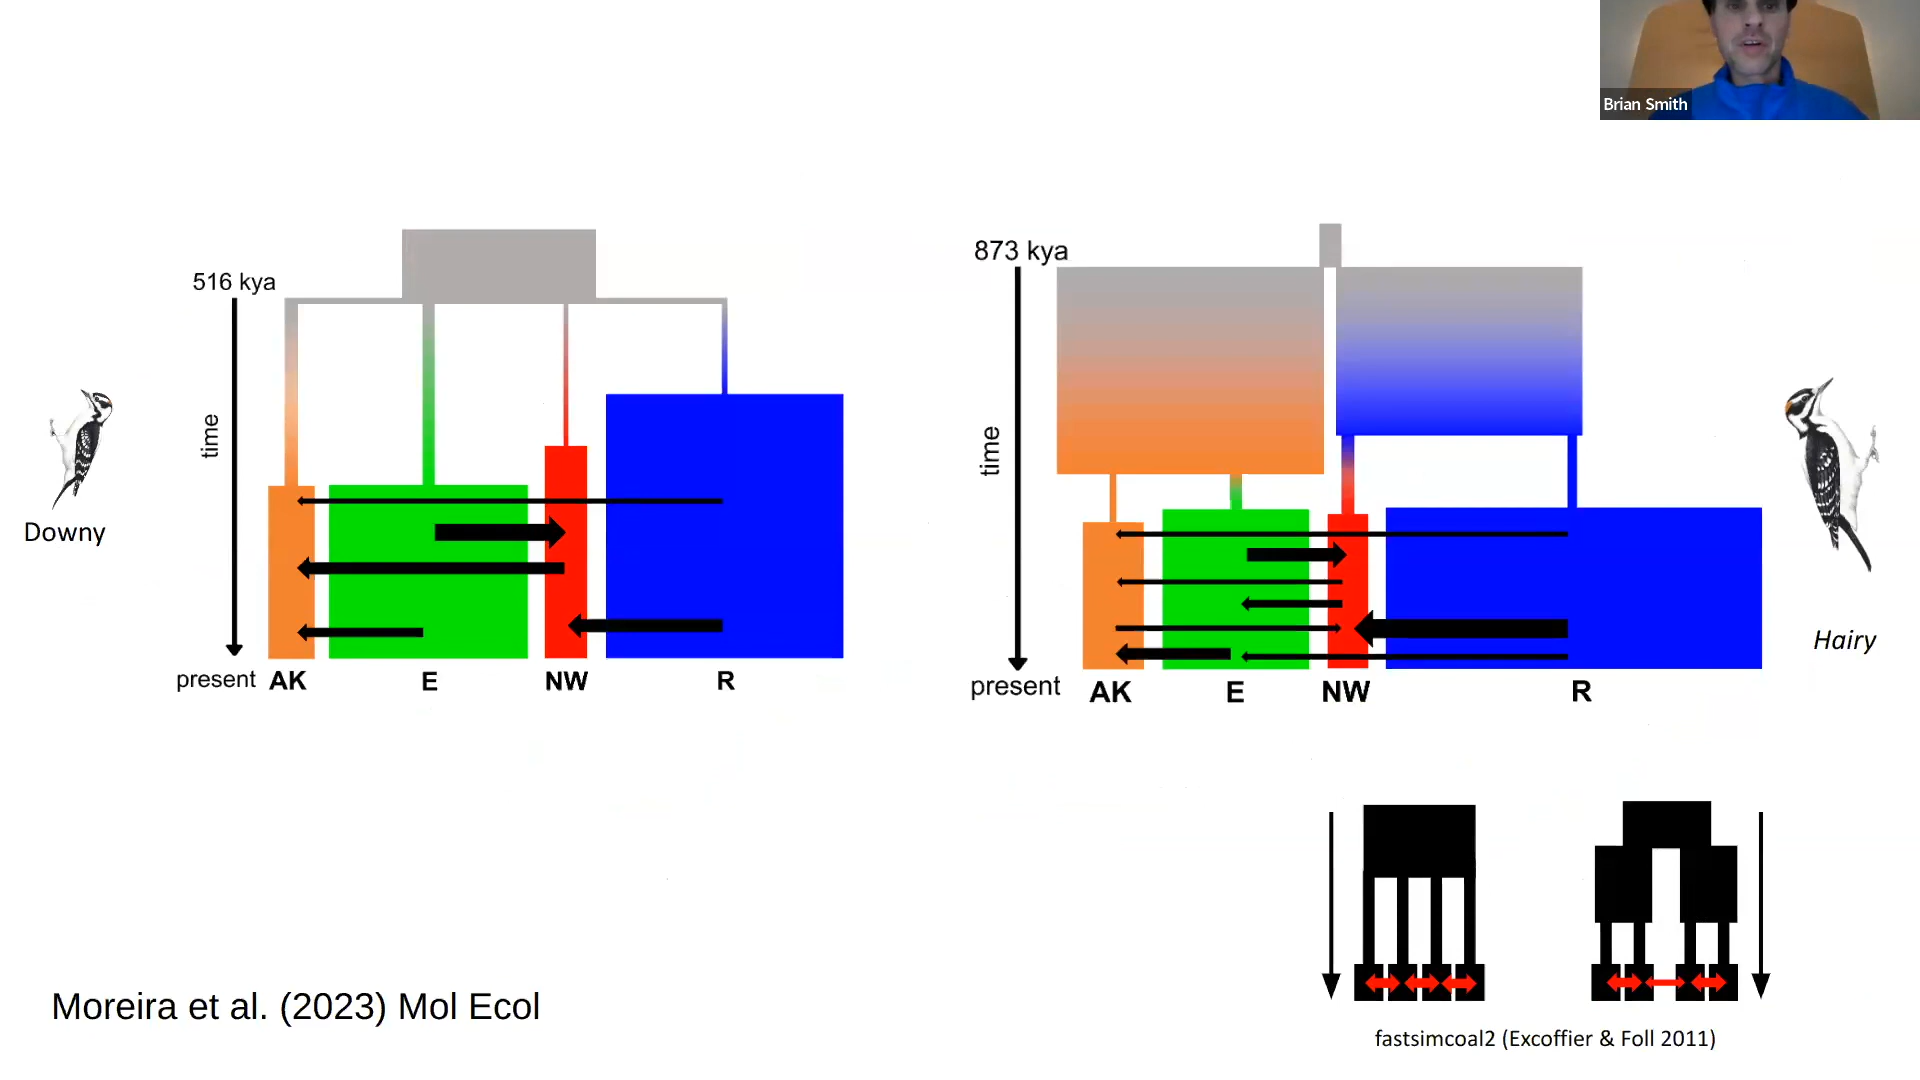 Brian Smith
516 kya
time
present
AK
E
NW
R
Downy
873 kya
time
present
AK
E
NW
R
Hairy
Moreira et al. (2023) Mol Ecol
fastsimcoal2 (Excoffier & Foll 2011)